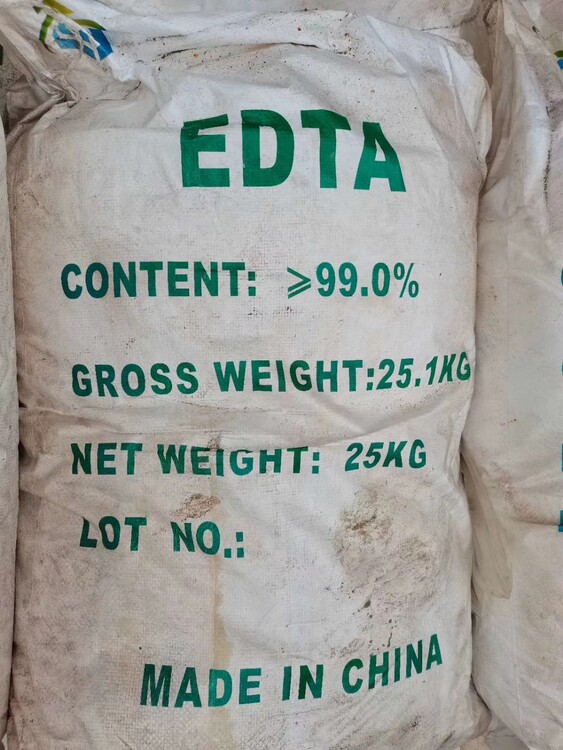 EDTA
CONTENT: ⩾99.0%
GROSS WEIGHT:25.1KG
NET WEIGHT: 25KG
LOT NO.:
MADE IN CHINA